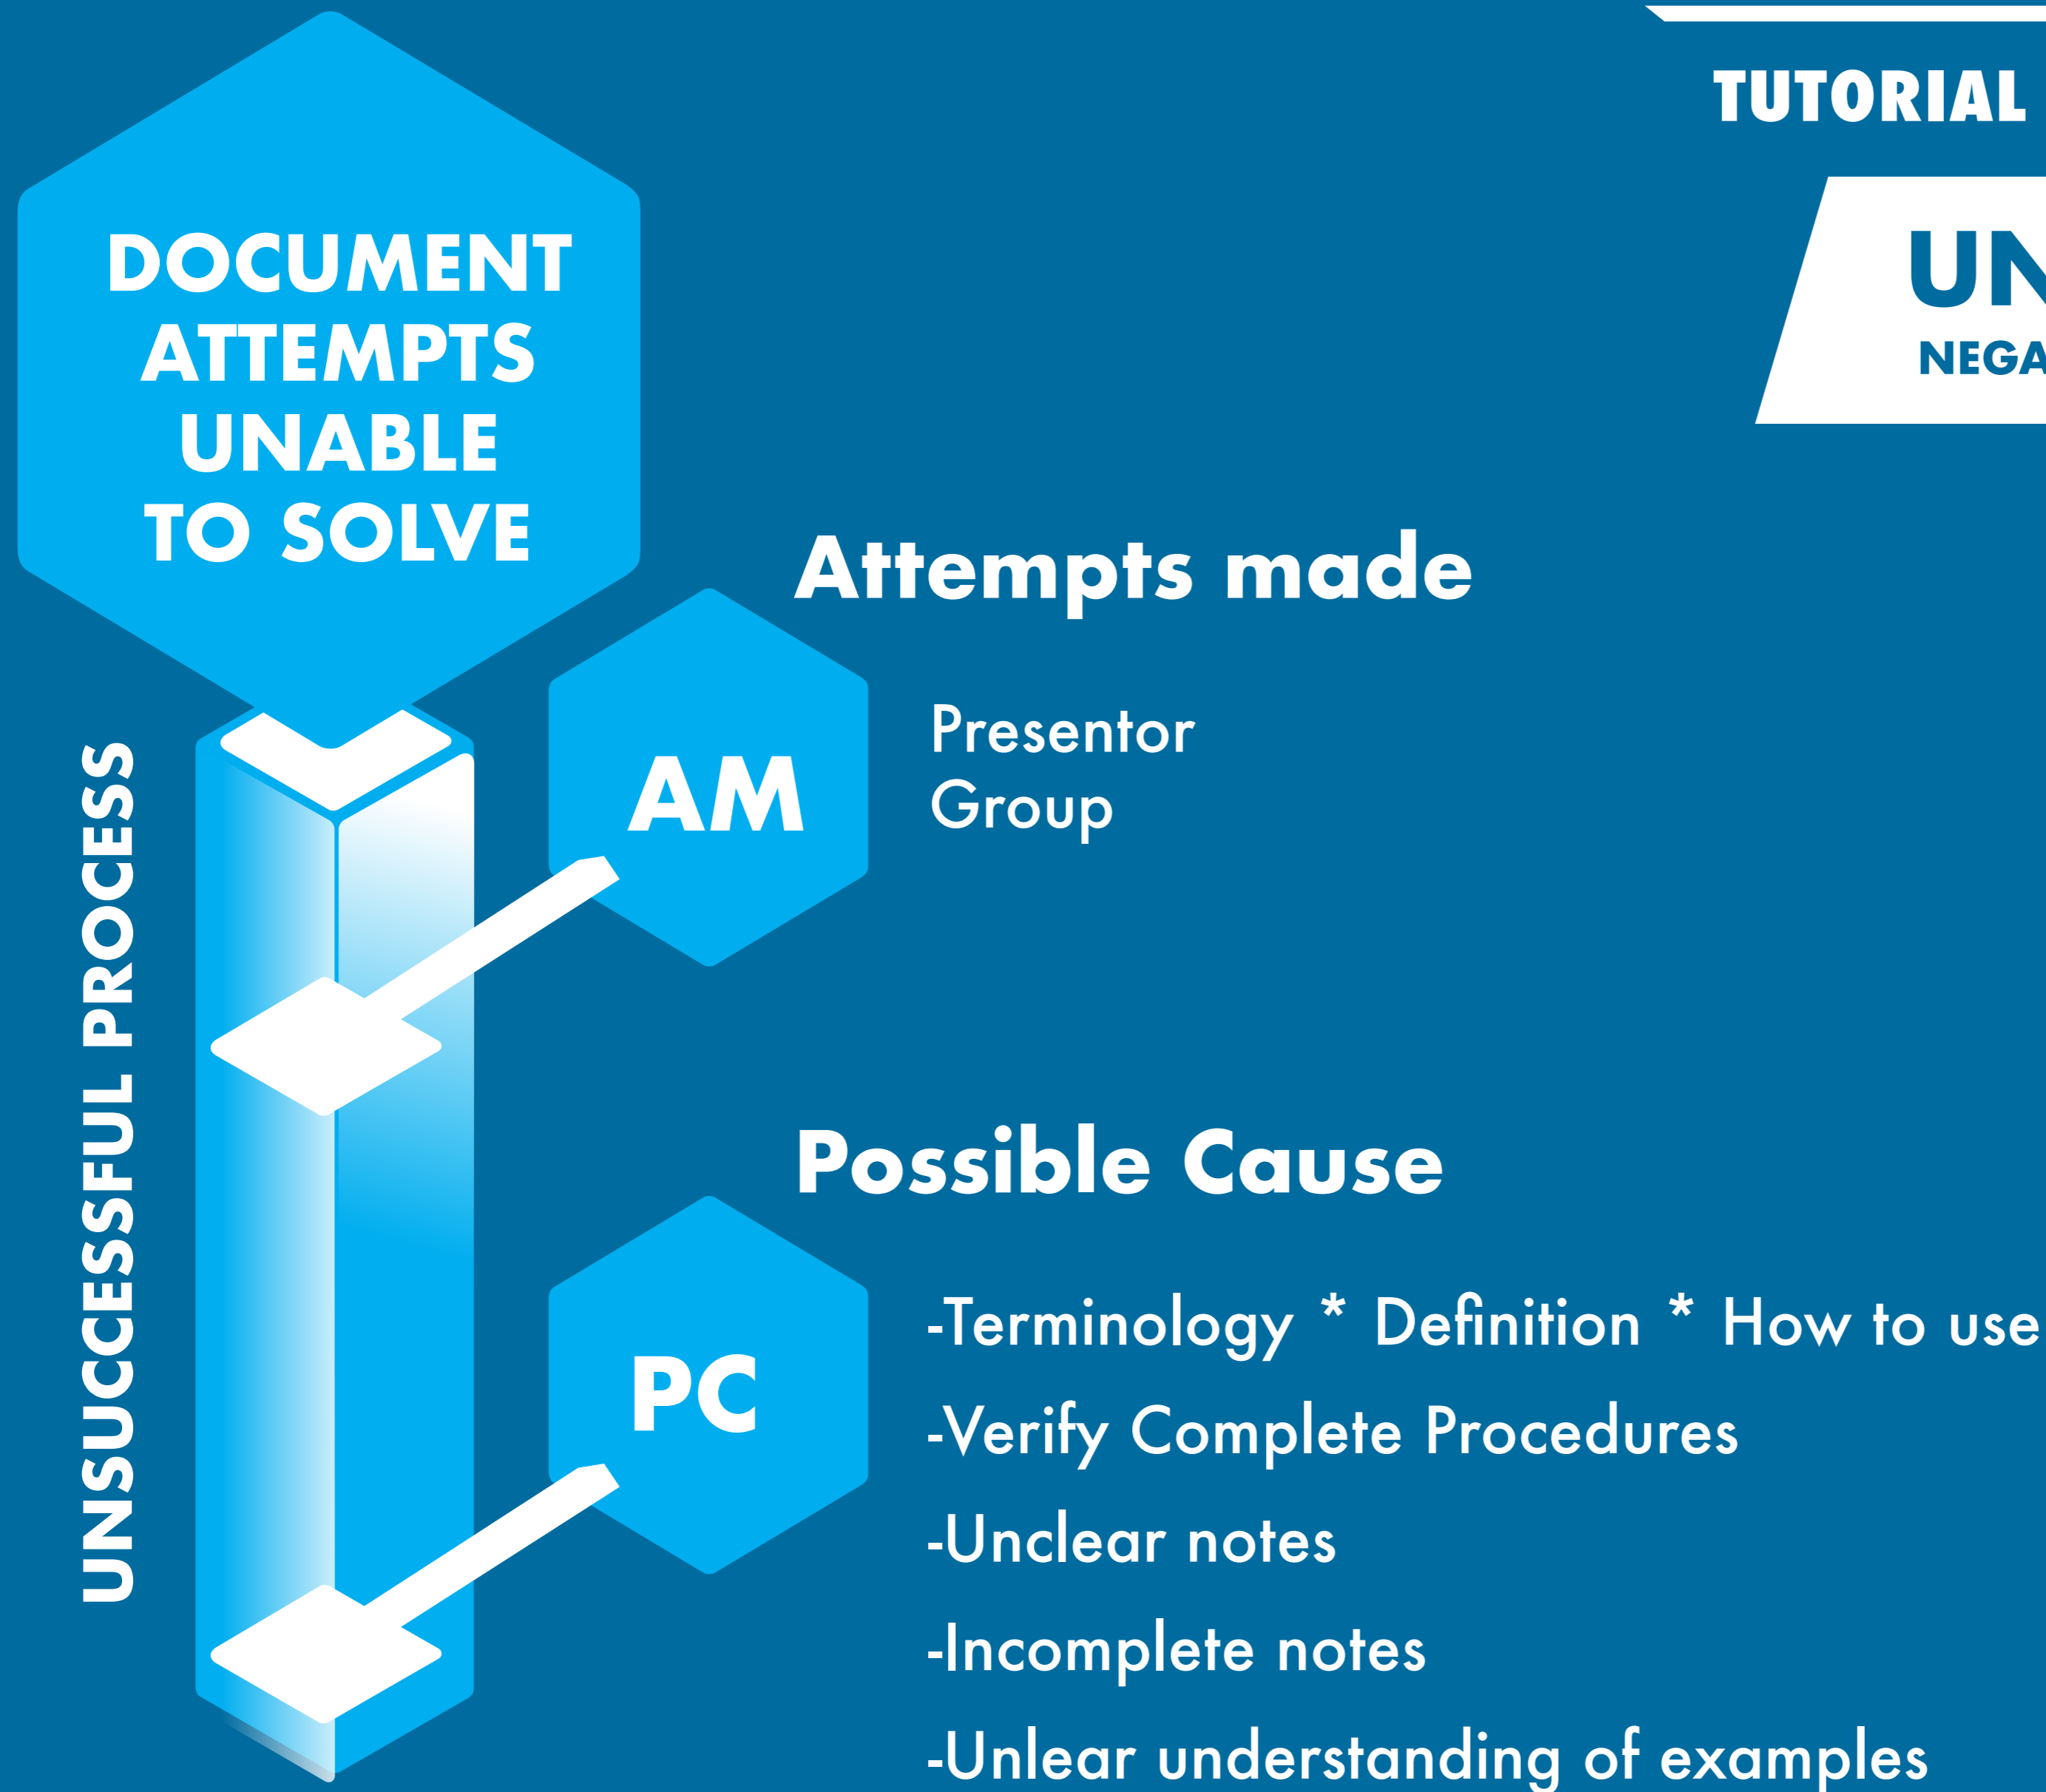 TUTORIAL
UN
NEGA
DOCUMENT
ATTEMPTS
UNABLE
TO SOLVE
Attempts made
AM
Presentor
Group
UNSUCCESSFUL PROCESS
Possible Cause
PC
-Terminology * Definition * How to use
-Verify Complete Procedures
-Unclear notes
-Incomplete notes
-Unlear understanding of examples